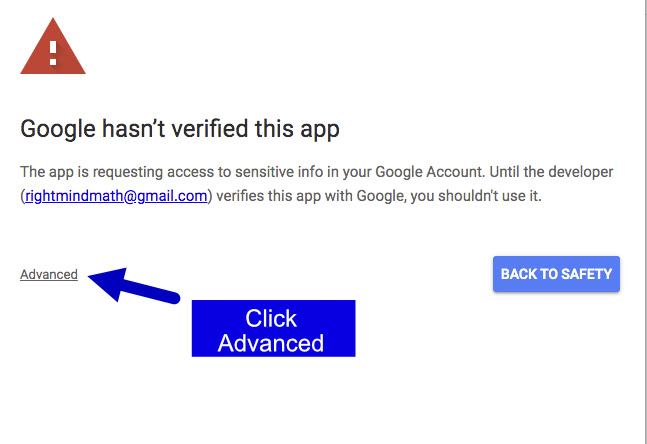 Google hasn’t verified this app
The app is requesting access to sensitive info in your Google Account. Until the developer
(rightmindmath@gmail.com) verifies this app with Google, you shouldn't use it.
Advanced
BACK TO SAFETY
Click
Advanced